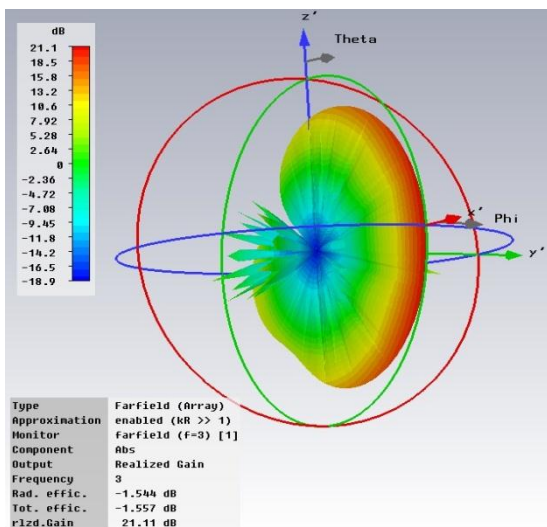 dB
21.1
18.5
15.8
13.2
10.6
7.92
5.28
2.64
0
-2.36
-4.72
-7.08
-9.45
-11.8
-14.2
-16.5
-18.9
z'
Theta
x'
Phi
y'
Type Farfield (Array)
Approximation enabled (kR >> 1)
Monitor farfield (f=3) [1]
Component Abs
Output Realized Gain
Frequency 3
Rad. effic. -1.544 dB
Tot. effic. -1.557 dB
rlzd.Gain 21.11 dB